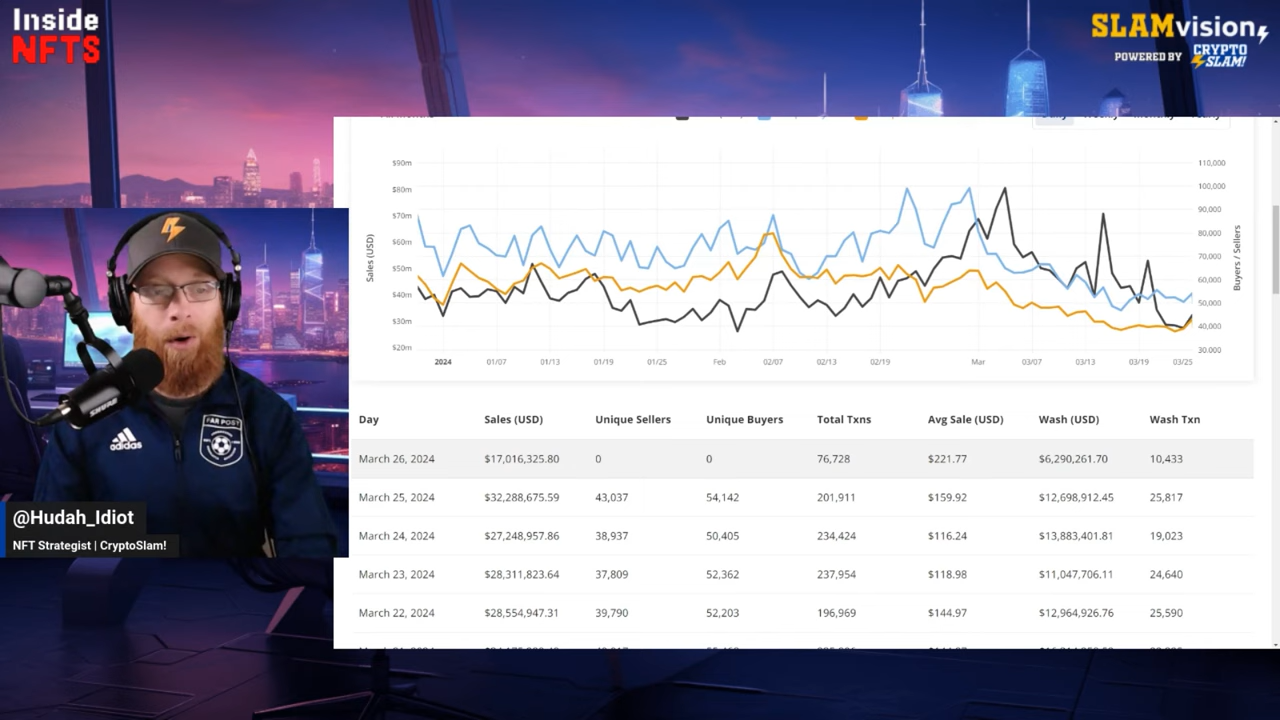 Inside
NFTS
SLAMvision
POWERED BY CRYPTO
SLAM!
$90m
$80m
$70m
$60m
$50m
$40m
$30m
$20m
Sales (USD)
110,000
100,000
90,000
80,000
70,000
60,000
50,000
40,000
30,000
Buyers / Sellers
2024 01/07 01/13 01/19 01/25 Feb 02/07 02/13 02/19 Mar 03/07 03/13 03/19 03/25
Day Sales (USD) Unique Sellers Unique Buyers Total Txns Avg Sale (USD) Wash (USD) Wash Txn
March 26, 2024 $17,016,325.80 0 0 76,728 $221.77 $6,290,261.70 10,433
March 25, 2024 $32,288,675.59 43,037 54,142 201,911 $159.92 $12,698,912.45 25,817
March 24, 2024 $27,248,957.86 38,937 50,405 234,424 $116.24 $13,883,401.81 19,023
March 23, 2024 $28,311,823.64 37,809 52,362 237,954 $118.98 $11,047,706.11 24,640
March 22, 2024 $28,554,947.31 39,790 52,203 196,969 $144.97 $12,964,926.76 25,590
SHURE
adidas
FAR POST
@Hudah_Idiot
NFT Strategist | CryptoSlam!